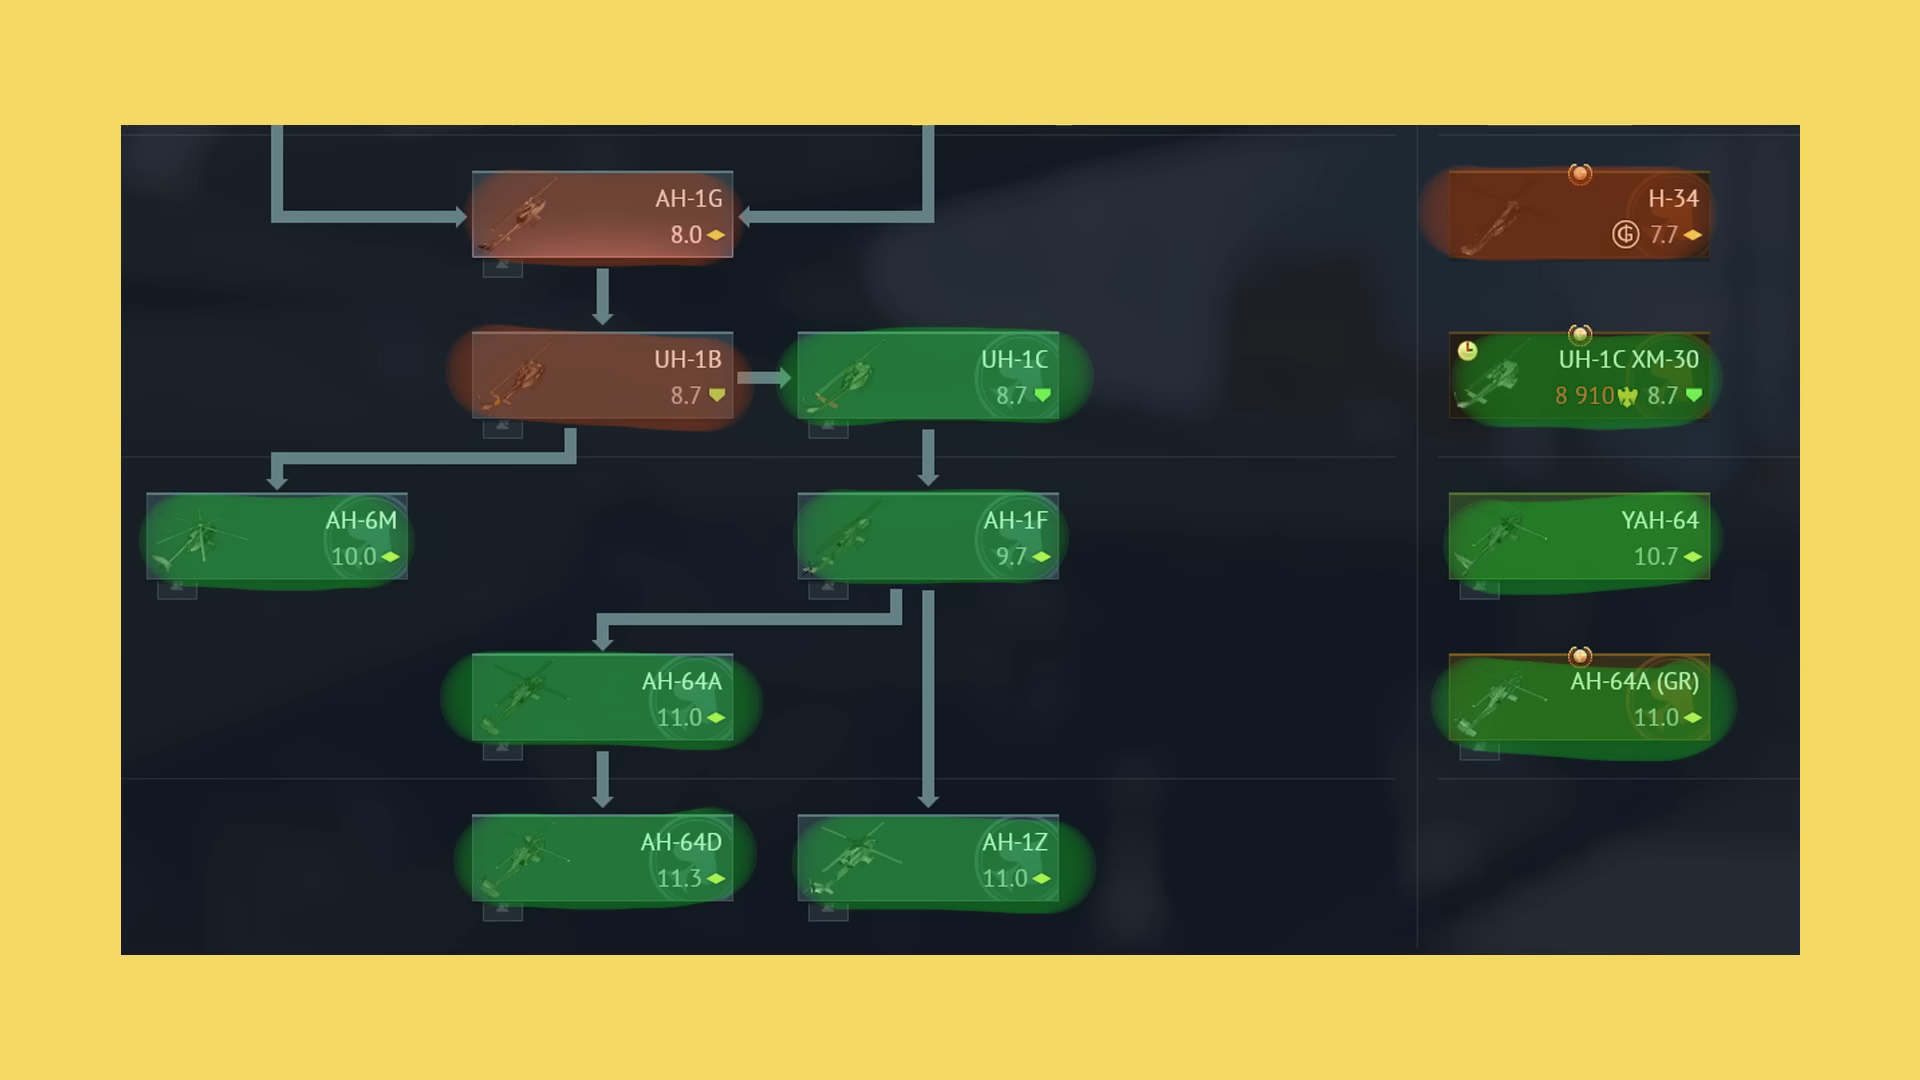 AH-1G
8.0
H-34
7.7
UH-1B
8.7
UH-1C
8.7
UH-1C XM-30
8 910 8.7
AH-6M
10.0
AH-1F
9.7
YAH-64
10.7
AH-64A
11.0
AH-64A (GR)
11.0
AH-64D
11.3
AH-1Z
11.0